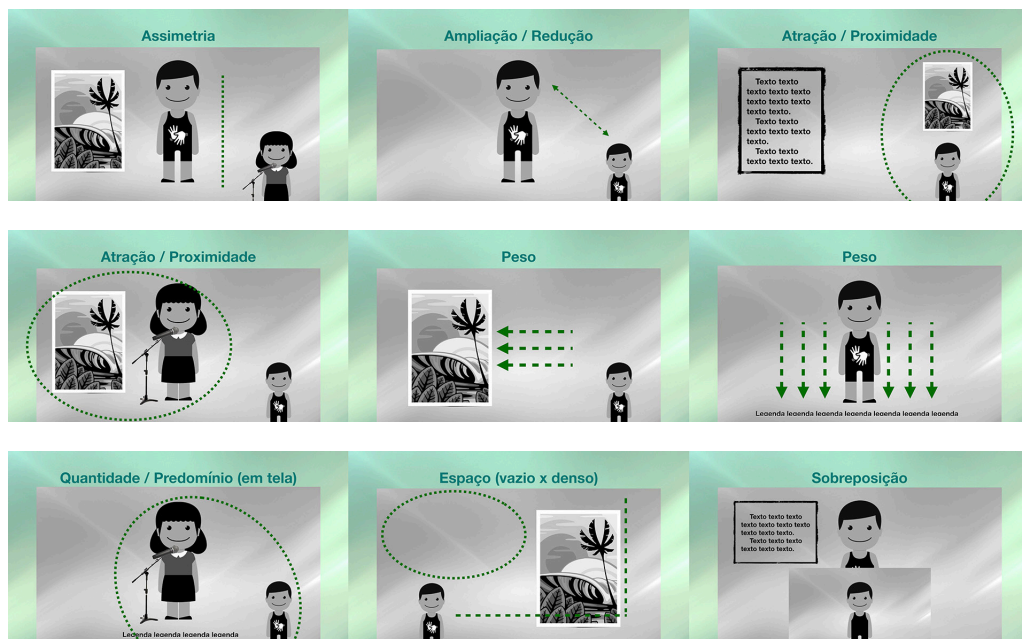 Assimetria
Ampliação / Redução
Atração / Proximidade
Texto texto
texto texto texto
texto texto texto
texto texto.
Texto texto
texto texto texto
texto.
Texto texto
texto texto texto.
Atração / Proximidade
Peso
Peso
Legenda legenda legenda legenda legenda legenda legenda
Quantidade / Predomínio (em tela)
Legenda legenda legenda legenda
Espaço (vazio x denso)
Sobreposição
Texto texto texto
texto texto texto texto
texto texto texto.
Texto texto texto
texto texto texto.